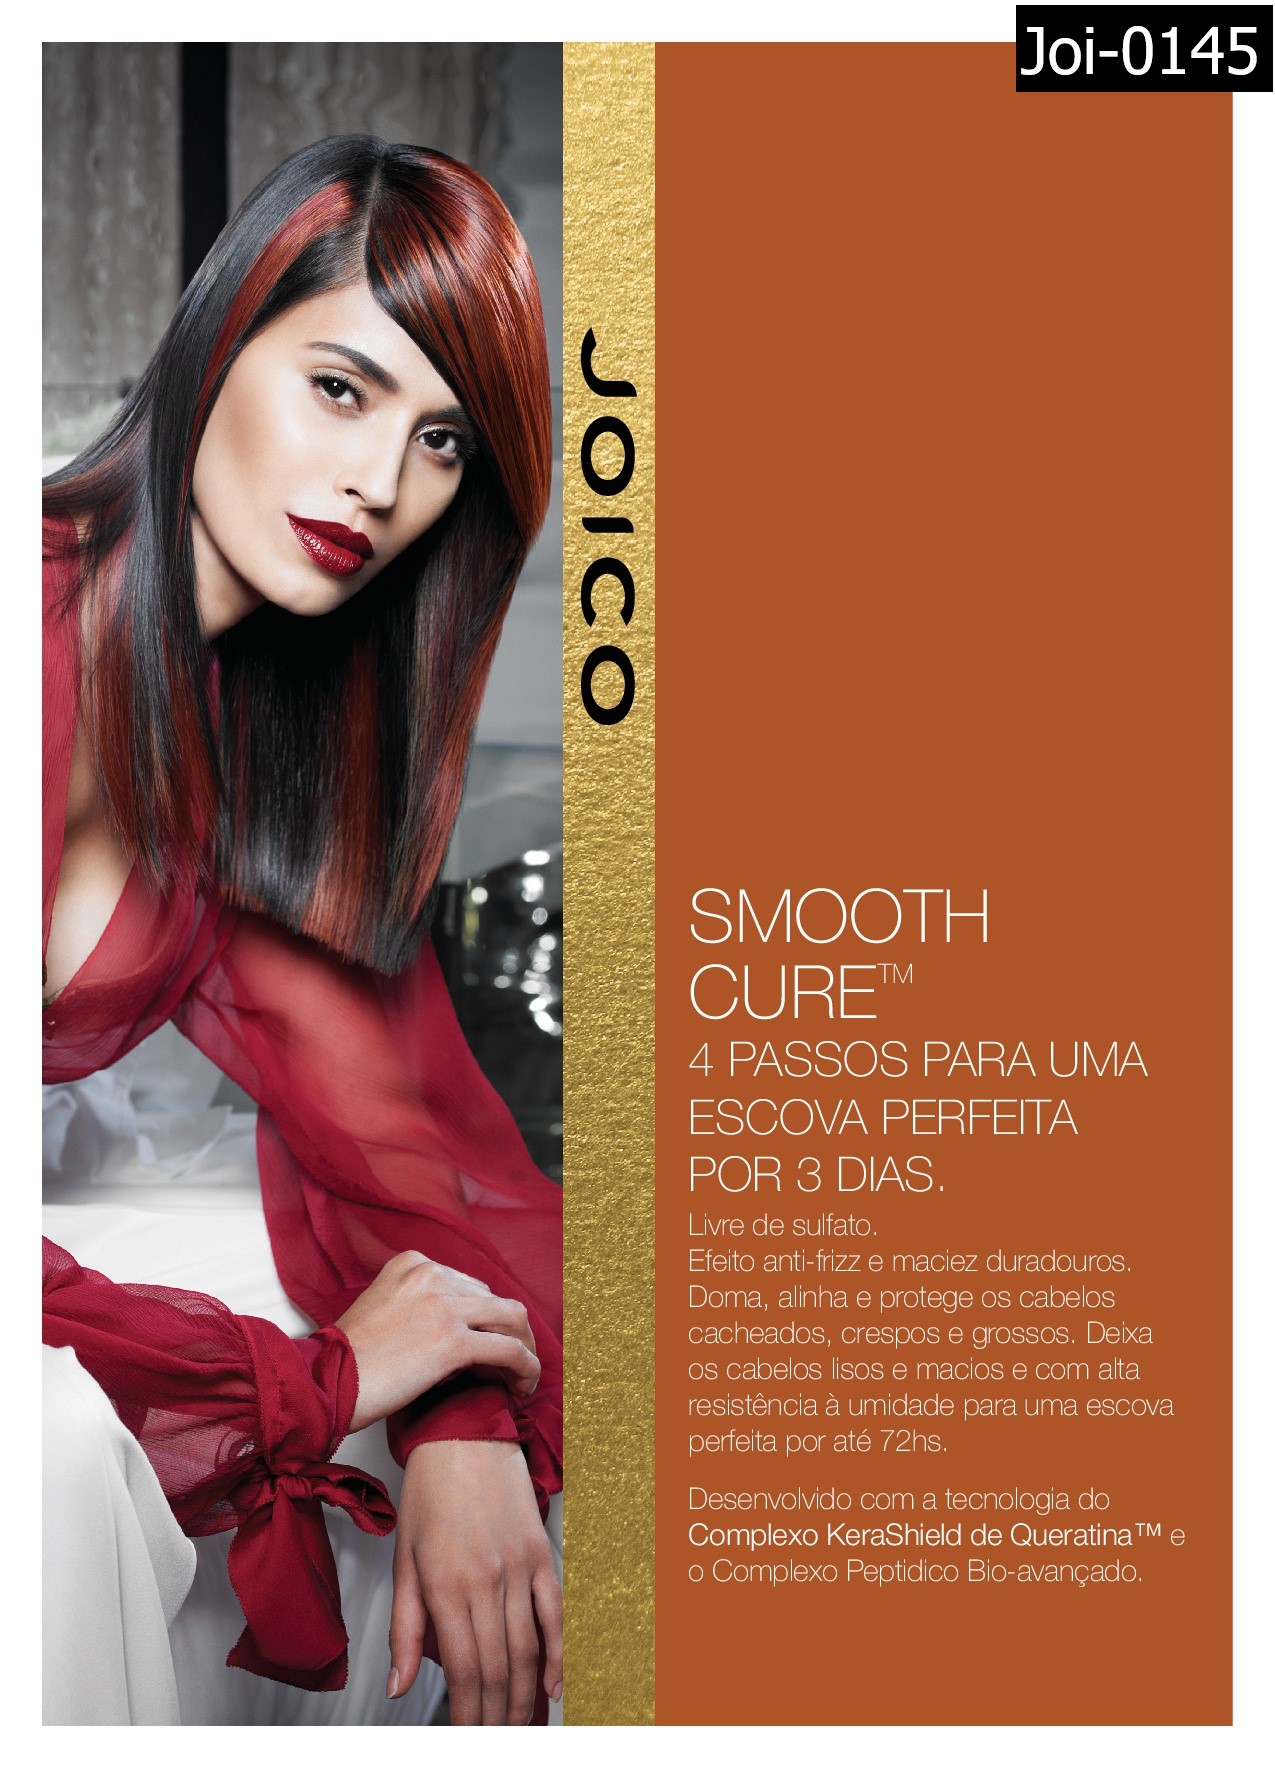 Joi-0145
JOICO
SMOOTH
CURE™
4 PASSOS PARA UMA
ESCOVA PERFEITA
POR 3 DIAS.
Livre de sulfato.
Efeito anti-frizz e maciez duradouros.
Doma, alinha e protege os cabelos
cacheados, crespos e grossos. Deixa
os cabelos lisos e macios e com alta
resistência à umidade para uma escova
perfeita por até 72hs.
Desenvolvido com a tecnologia do
Complexo KeraShield de Queratina™ e
o Complexo Peptidico Bio-avançado.